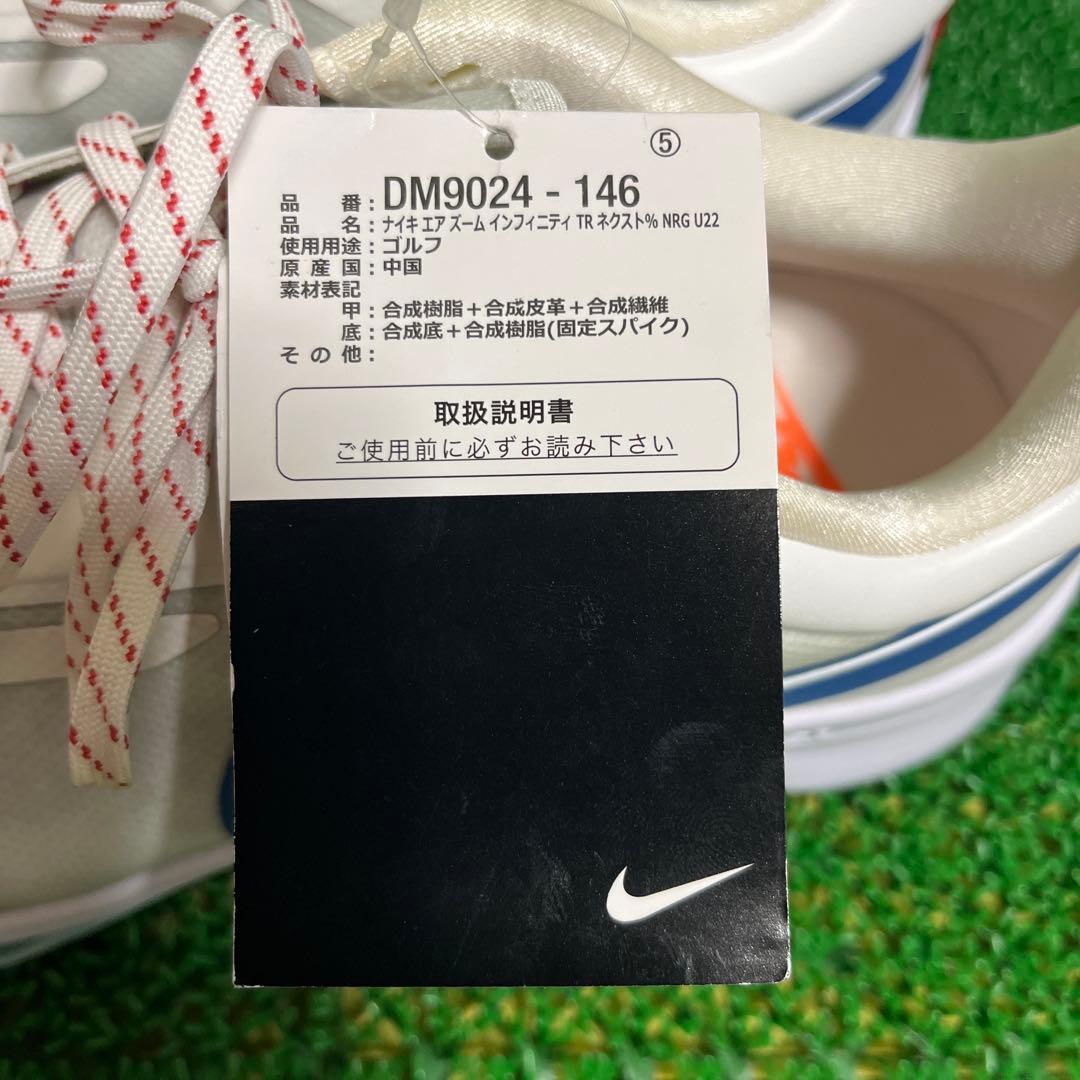 ⑤
品番：DM9024 - 146
品名：ナイキ エア ズーム インフィニティ TR ネクスト% NRG U22
使用用途：ゴルフ
原産国：中国
素材表記
甲：合成樹脂＋合成皮革＋合成繊維
底：合成底＋合成樹脂(固定スパイク)
その他：
取扱説明書
ご使用前に必ずお読み下さい